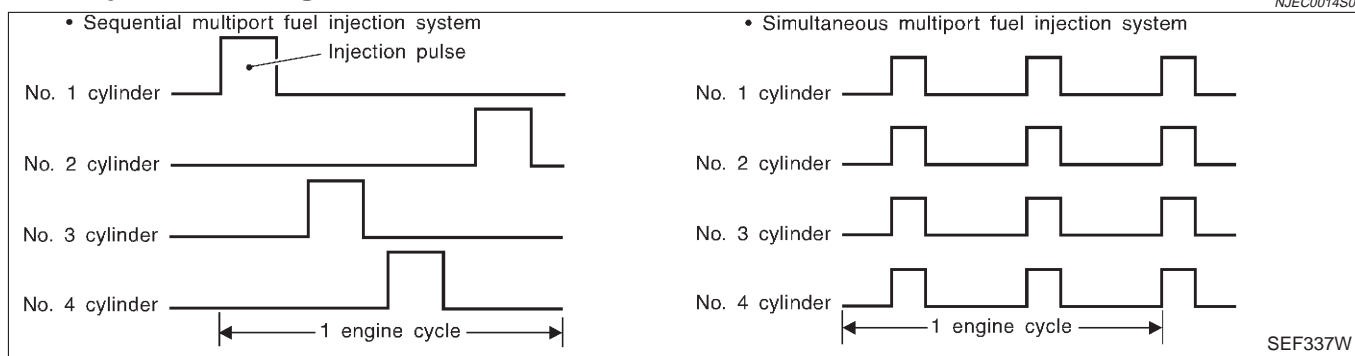 NJEC0014S0
• Sequential multiport fuel injection system
Injection pulse
No. 1 cylinder
No. 2 cylinder
No. 3 cylinder
No. 4 cylinder
1 engine cycle
• Simultaneous multiport fuel injection system
No. 1 cylinder
No. 2 cylinder
No. 3 cylinder
No. 4 cylinder
1 engine cycle
SEF337W